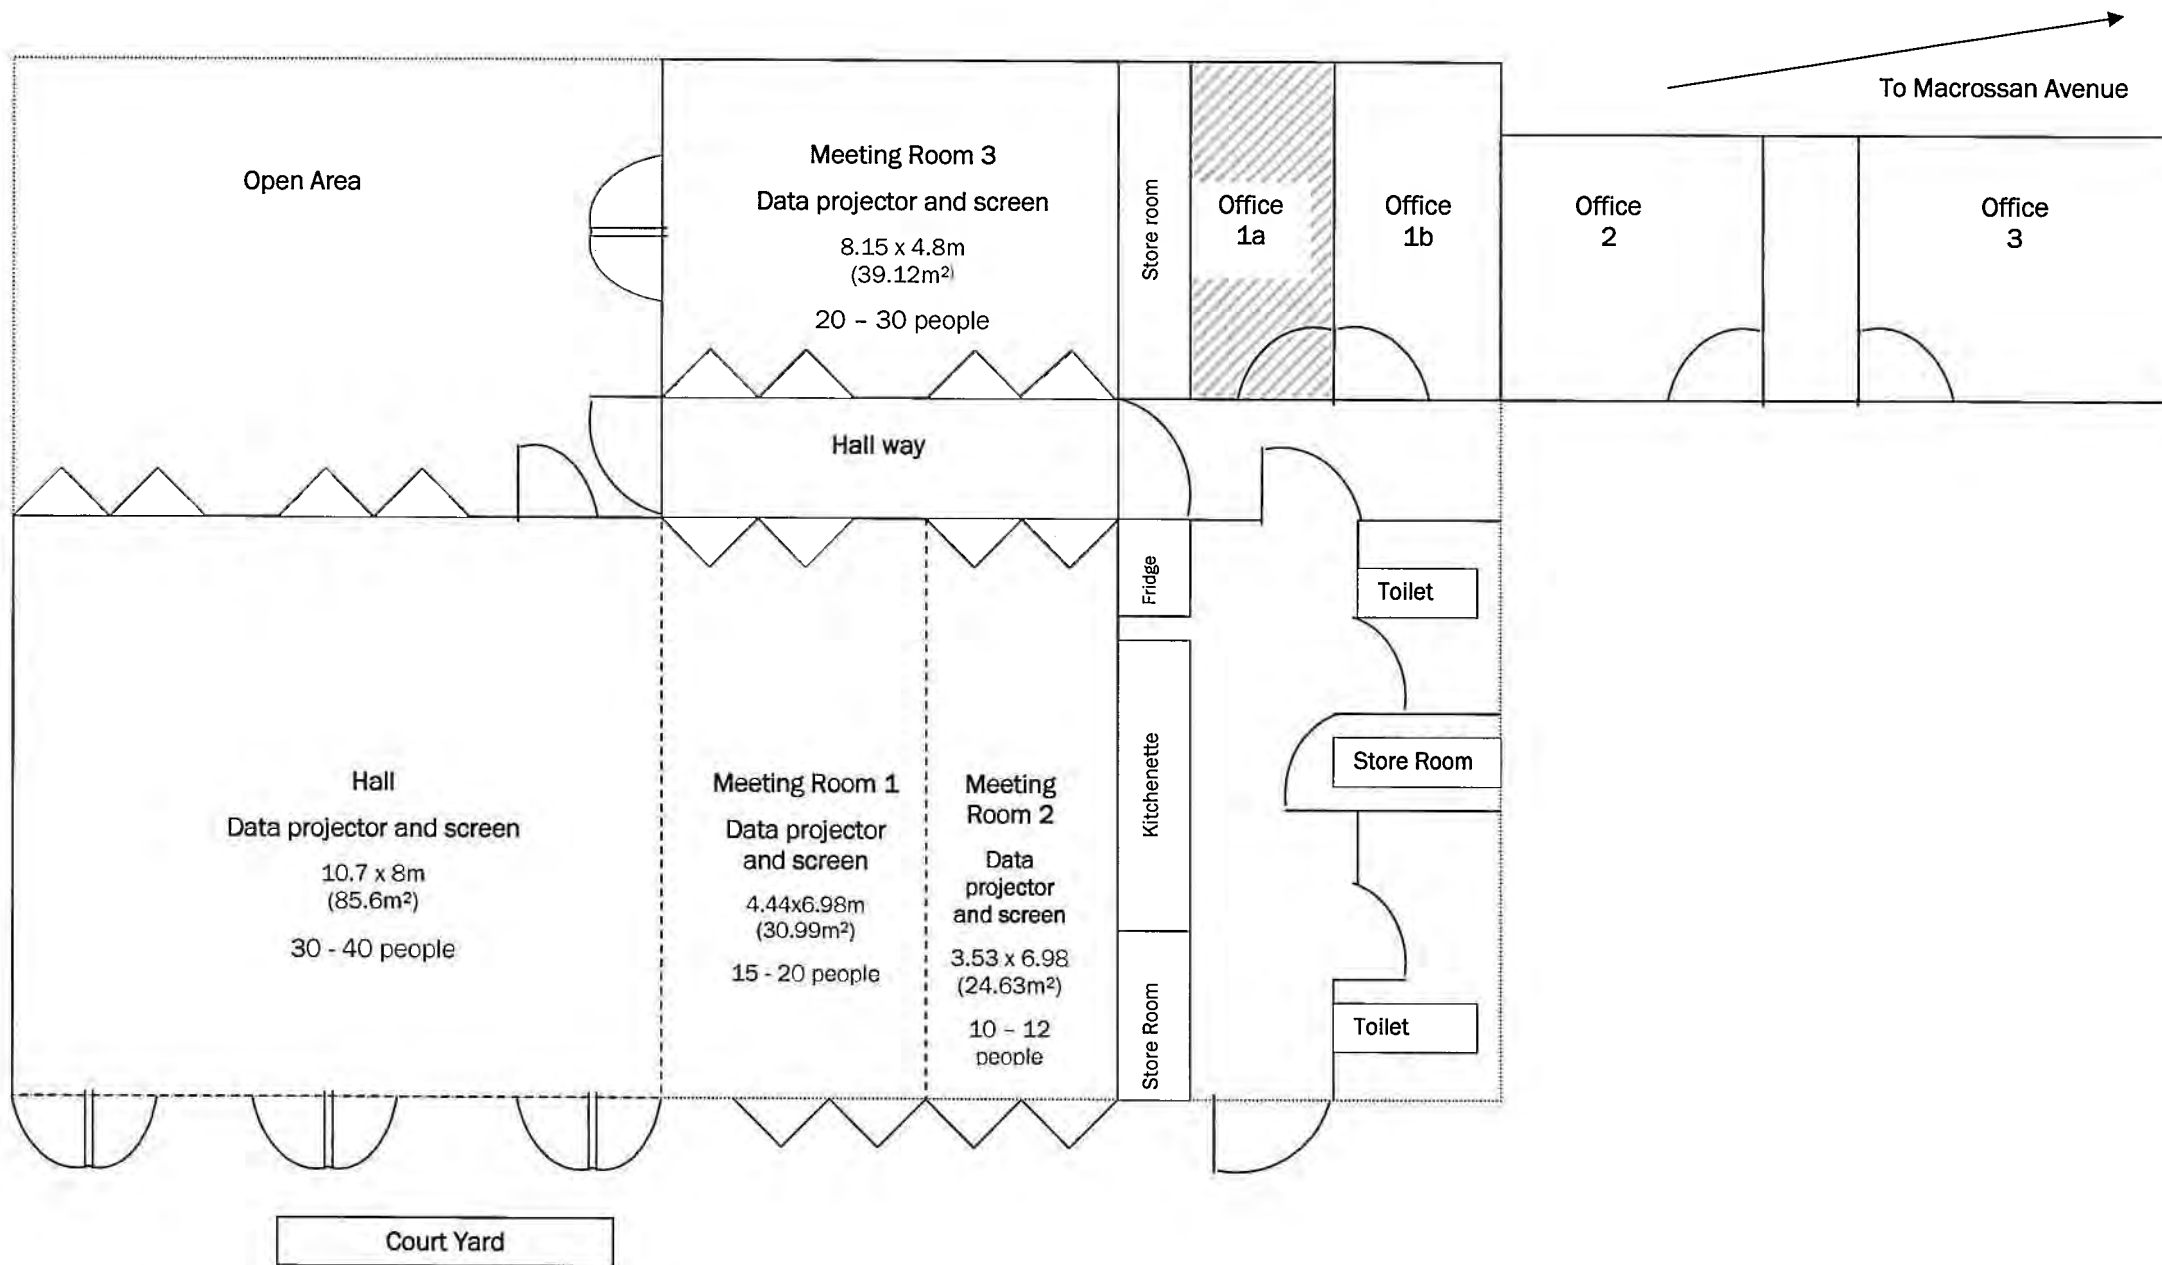 To Macrossan Avenue
Open Area
Meeting Room 3
Data projector and screen
8.15 x 4.8m
(39.12m²)
20 – 30 people
Store room
Office
1a
Office
1b
Office
2
Office
3
Hall way
Fridge
Toilet
Kitchenette
Store Room
Hall
Data projector and screen
10.7 x 8m
(85.6m²)
30 - 40 people
Meeting Room 1
Data projector
and screen
4.44x6.98m
(30.99m²)
15 - 20 people
Meeting
Room 2
Data
projector
and screen
3.53 x 6.98
(24.63m²)
10 – 12
people
Store Room
Toilet
Court Yard